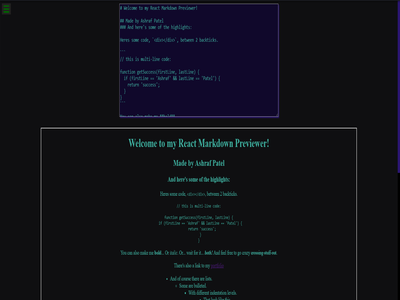 # Welcome to my React Markdown Previewer!
## Made by Ashraf Patel
### And here's some of the highlights:
Heres some code, `<div></div>`, between 2 backticks.
```
// this is multi-line code:
function getSuccess(firstLine, lastLine) {
if (firstLine == 'Ashraf' && lastLine == 'Patel') {
return 'success';
}
}
```
Welcome to my React Markdown Previewer!
Made by Ashraf Patel
And here's some of the highlights:
Heres some code, <div></div>, between 2 backticks.
// this is multi-line code:
function getSuccess(firstLine, lastLine) {
if (firstLine == 'Ashraf' && lastLine == 'Patel') {
return 'success';
}
}
You can also make text bold... Or italic. Or... wait for it... both! And feel free to go crazy crossing stuff out.
There's also a link to my
And of course there are lists.
Some are bulleted.
With different indentation levels.